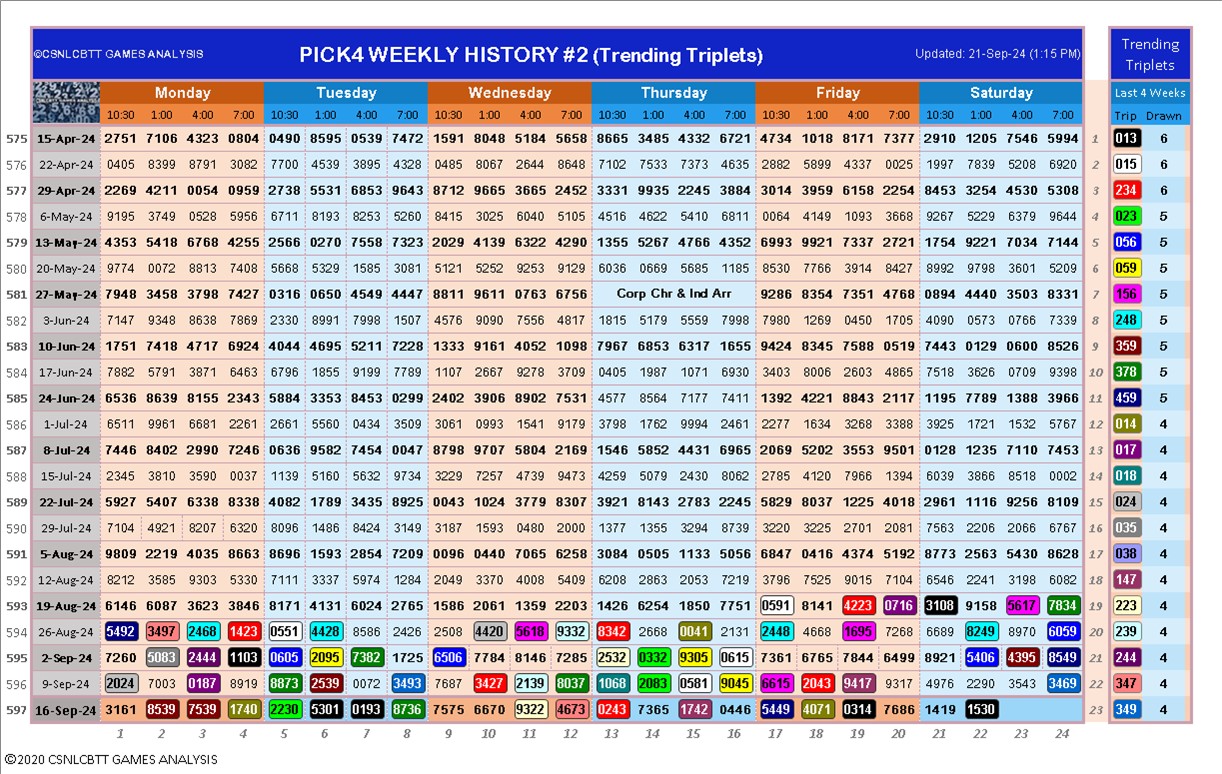 ©CSNLCBTT GAMES ANALYSIS PICK4 WEEKLY HISTORY #2 (Trending Triplets) Updated: 21-Sep-24 (1:15 PM) Trending
Triplets
Monday Tuesday Wednesday Thursday Friday Saturday Last 4 Weeks
10:30 1:00 4:00 7:00 10:30 1:00 4:00 7:00 10:30 1:00 4:00 7:00 10:30 1:00 4:00 7:00 10:30 1:00 4:00 7:00 10:30 1:00 4:00 7:00 Trip Drawn
575 15-Apr-24 2751 7106 4323 0804 0490 8595 0539 7472 1591 8048 5184 5658 8665 3485 4332 6721 4734 1018 8171 7377 2910 1205 7546 5994 1 013 6
576 22-Apr-24 0405 8399 8791 3082 7700 4539 3895 4320 0485 8067 2644 8648 7102 7533 7373 4635 2882 5899 4337 0025 1997 7839 5208 6920 2 015 6
577 29-Apr-24 2269 4211 0054 0959 2738 5531 6853 9643 8712 9665 3665 2452 3331 9935 2245 3884 3014 3959 6158 2254 8453 3254 4530 5308 3 234 6
578 6-May-24 9195 3749 0528 5956 6711 8193 8253 5260 8415 3025 6040 5105 4516 4622 5410 6811 0064 4149 1093 3668 9267 5229 6379 9644 4 023 5
579 13-May-24 4353 5418 6768 4255 2566 0270 7558 7323 2029 4139 6322 4290 1355 5267 4766 4352 6993 9921 7337 2721 1754 9221 7034 7144 5 056 5
580 20-May-24 9774 0072 8813 7408 5668 5329 1585 3081 5121 5252 9253 9129 6036 0669 5685 1185 8530 7766 3914 8427 8992 9798 3601 5209 6 059 5
581 27-May-24 7948 3458 3798 7427 0316 0650 4549 4447 8811 9611 0763 6756 Corp Chr & Ind Arr 9286 8354 7351 4768 0894 4440 3503 8331 7 156 5
582 3-Jun-24 7147 9348 8638 7869 2330 8991 7998 1507 4576 9090 7556 4817 1815 5179 5559 7998 7980 1269 0450 1705 4090 0573 0766 7339 8 248 5
583 10-Jun-24 1751 7418 4717 6924 4044 4695 5211 7228 1333 9161 4052 1098 7967 6853 6317 1655 9424 8345 7588 0519 7443 0129 0600 8526 9 359 5
584 17-Jun-24 7882 5791 3871 6463 6796 1855 9199 7789 1107 2667 9278 3709 0405 1987 1071 6930 3403 8006 2603 4865 7518 3626 0709 9398 10 378 5
585 24-Jun-24 6536 8639 8155 2343 5884 3353 8453 0299 2402 3906 8902 7531 4577 8564 7177 7411 1392 4221 8843 2117 1195 7789 1388 3966 11 459 5
586 1-Jul-24 6511 9961 6681 2261 2661 5560 0434 3509 3061 0993 1541 9179 3798 1762 9994 2461 2277 1634 3268 3388 3925 1721 1532 5767 12 014 4
587 8-Jul-24 7446 8402 2990 7246 0636 9582 7454 0047 8798 9707 5804 2169 1546 5852 4431 6965 2069 5202 3553 9501 0128 1235 7110 7453 13 017 4
588 15-Jul-24 2345 3810 3590 0037 1139 5160 5632 9734 3229 7257 4739 9473 4259 5079 2430 8062 2785 4120 7966 1394 6039 3866 8518 0002 14 018 4
589 22-Jul-24 5927 5407 6338 8338 4082 1789 3435 8925 0043 1024 3779 8307 3921 8143 2783 2245 5829 8037 1225 4018 2961 1116 9256 8109 15 024 4
590 29-Jul-24 7104 4921 8207 6320 8096 1486 8424 3149 3187 1593 0480 2000 1377 1355 3294 8739 3220 3225 2701 2081 7563 2206 2066 6767 16 035 4
591 5-Aug-24 9809 2219 4035 8663 8696 1593 2854 7209 0096 0440 7065 6258 3084 0505 1133 5056 6847 0416 4374 5192 8773 2563 5430 8628 17 038 4
592 12-Aug-24 8212 3585 9303 5330 7111 3337 5974 1284 2049 3370 4008 5409 6208 2863 2053 7219 3796 7525 9015 7104 6546 2241 3198 6082 18 147 4
593 19-Aug-24 6146 6087 3623 3846 8171 4131 6024 2765 1586 2061 1359 2203 1426 6254 1850 7751 0591 8141 4223 0716 3108 9158 5617 7834 19 223 4
594 26-Aug-24 5492 3497 2468 1423 0551 4428 8586 2426 2508 4420 5618 9332 8342 2668 0041 2131 2448 4668 1695 7268 6689 8249 8970 6059 20 239 4
595 2-Sep-24 7260 5083 2444 1103 0605 2095 7382 1725 6506 7784 8146 7285 2532 0332 9305 0615 7361 6765 7844 6499 8921 5406 4395 8549 21 244 4
596 9-Sep-24 2024 7003 0187 8919 8873 2539 0072 3493 7687 3427 2139 8037 1068 2083 0581 9045 6615 2043 9417 9317 4976 2290 3543 3469 22 347 4
597 16-Sep-24 3161 8539 7539 1740 2230 5301 0193 8736 7575 6670 9322 4673 0243 7365 1742 0446 5449 4071 0314 7686 1419 1530 23 349 4
1 2 3 4 5 6 7 8 9 10 11 12 13 14 15 16 17 18 19 20 21 22 23 24
©2020 CSNLCBTT GAMES ANALYSIS